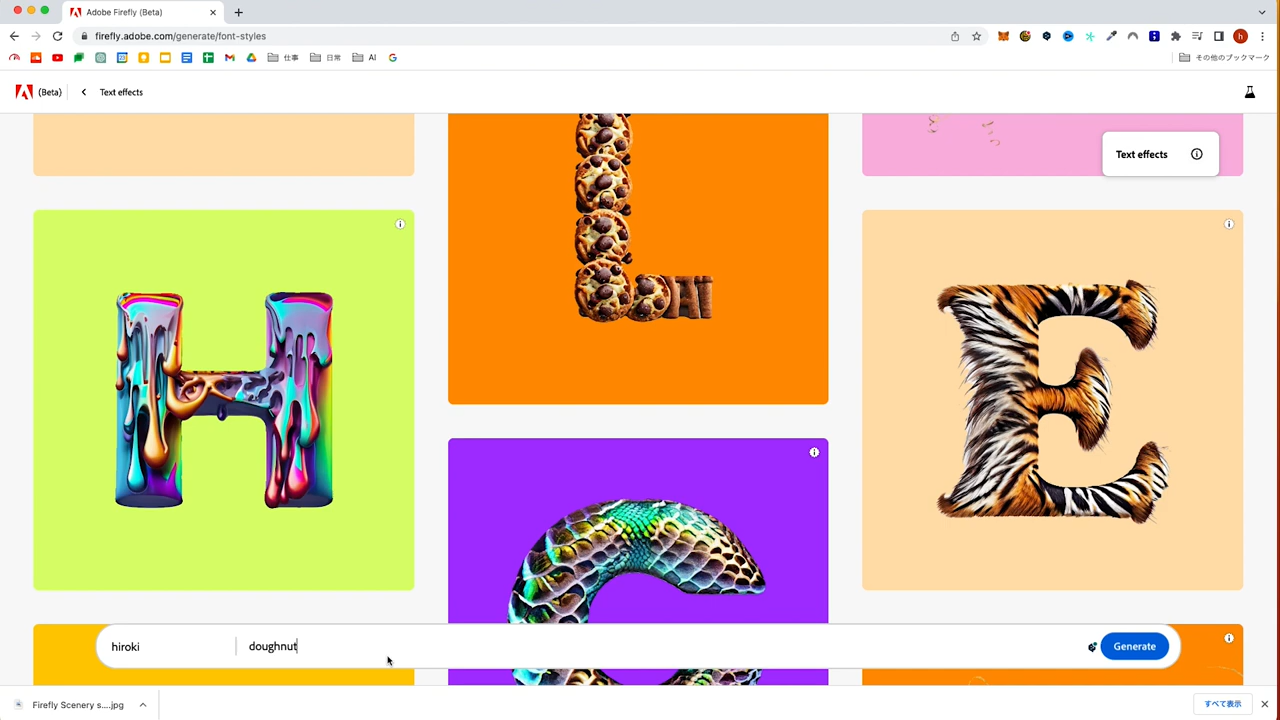 Adobe Firefly (Beta)
firefly.adobe.com/generate/font-styles
仕事 日常 AI その他のブックマーク
(Beta) Text effects
Text effects
L
H
E
C
hiroki doughnut Generate
Firefly Scenery s....jpg すべて表示